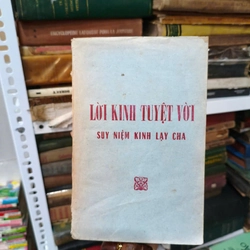 LỜI KINH TUYỆT VỜI
SUY NIỆM KINH LẠY CHA